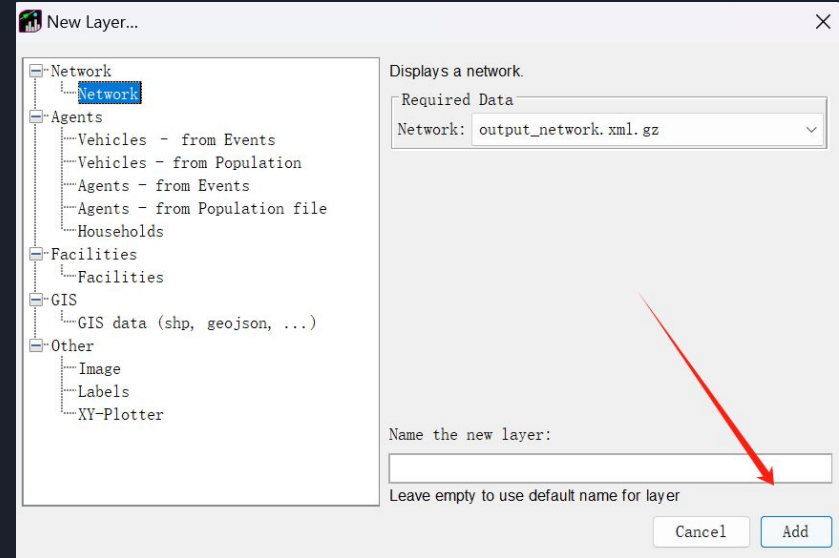 New Layer...
Network
Network
Agents
Vehicles - from Events
Vehicles - from Population
Agents - from Events
Agents - from Population file
Households
Facilities
Facilities
GIS
GIS data (shp, geojson, ...)
Other
Image
Labels
XY-Plotter
Displays a network.
Required Data
Network: output_network.xml.gz
Name the new layer:
Leave empty to use default name for layer
Cancel Add